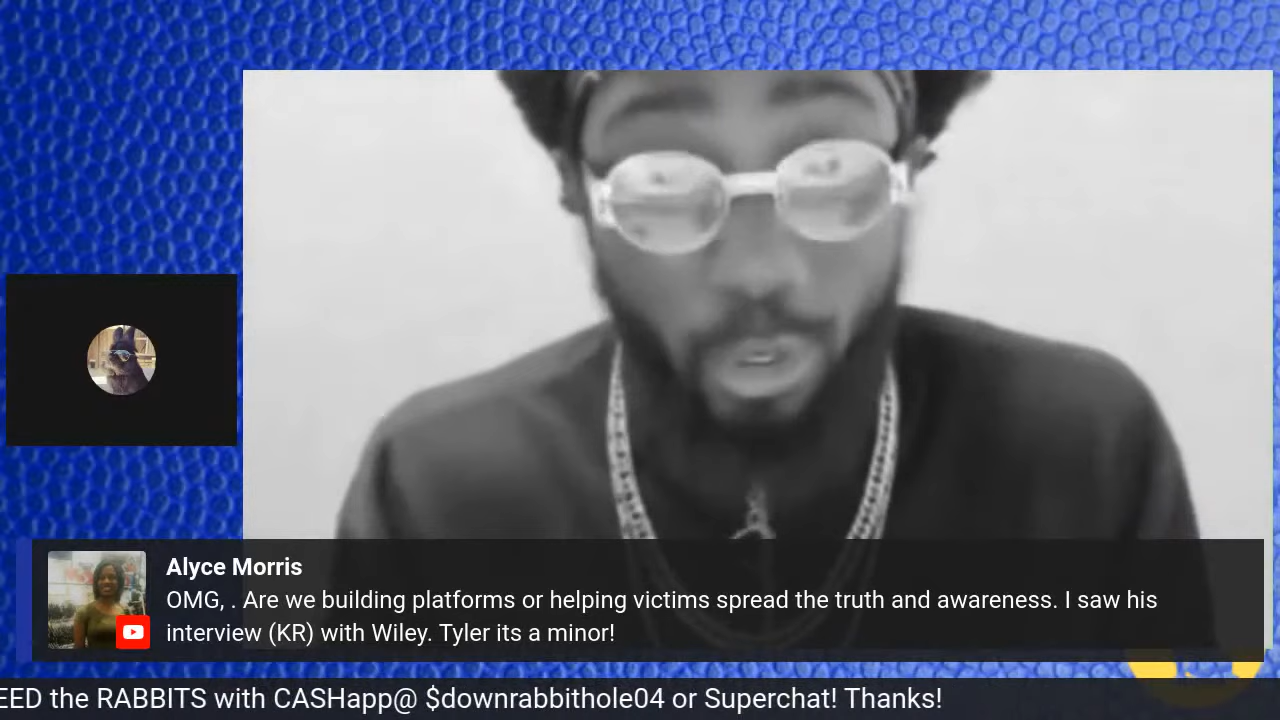 Alyce Morris
OMG, . Are we building platforms or helping victims spread the truth and awareness. I saw his
interview (KR) with Wiley. Tyler its a minor!
EED the RABBITS with CASHapp@ $downrabbithole04 or Superchat! Thanks!